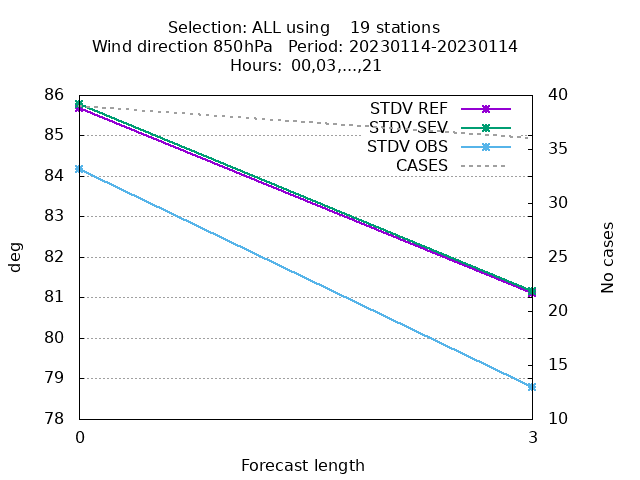 Selection: ALL using    19 stations
Wind direction 850hPa   Period: 20230114-20230114
Hours:  00,03,...,21
86
85
84
83
82
81
80
79
78
deg
STDV REF
STDV SEV
STDV OBS
CASES
40
35
30
25
20
15
10
No cases
0
3
Forecast length